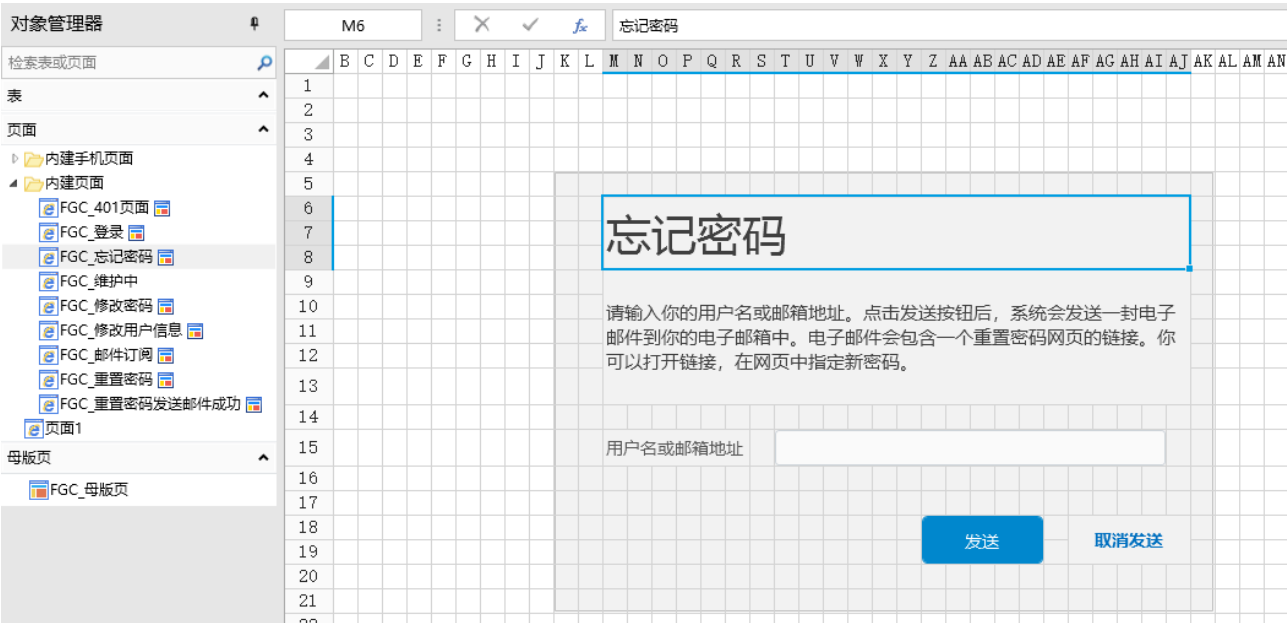 对象管理器
检索表或页面
表
页面
内建手机页面
内建页面
FGC_401页面
FGC_登录
FGC_忘记密码
FGC_维护中
FGC_修改密码
FGC_修改用户信息
FGC_邮件订阅
FGC_重置密码
FGC_重置密码发送邮件成功
页面1
母版页
FGC_母版页
M6 fx 忘记密码
B C D E F G H I J K L M N O P Q R S T U V W X Y Z AA AB AC AD AE AF AG AH AI AJ AK AL AM AN
1
2
3
4
5
6
7
8
9
10
11
12
13
14
15
16
17
18
19
20
21
22
忘记密码
请输入你的用户名或邮箱地址。点击发送按钮后，系统会发送一封电子
邮件到你的电子邮箱中。电子邮件会包含一个重置密码网页的链接。你
可以打开链接，在网页中指定新密码。
用户名或邮箱地址
发送 取消发送